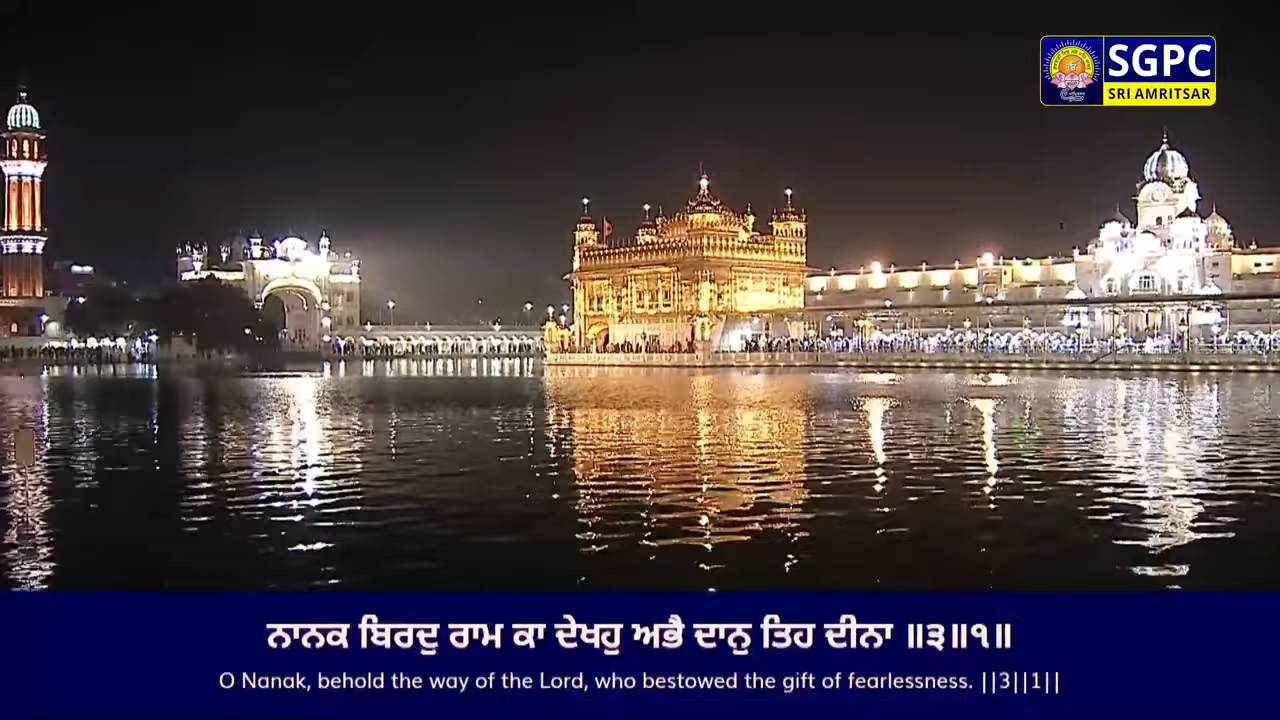 SGPC
SRI AMRITSAR
ਨਾਨਕ ਬਿਰਦੁ ਰਾਮ ਕਾ ਦੇਖਹੁ ਅਭੈ ਦਾਨੁ ਤਿਹ ਦੀਨਾ ॥੩॥੧॥
O Nanak, behold the way of the Lord, who bestowed the gift of fearlessness. ||3||1||